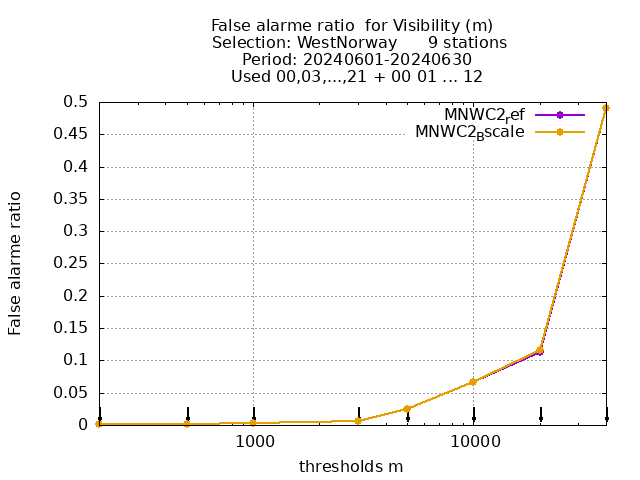 False alarme ratio  for Visibility (m)
Selection: WestNorway      9 stations
Period: 20240601-20240630
Used 00,03,...,21 + 00 01 ... 12
MNWC2ref
MNWC2Bscale
False alarme ratio
0.5
0.45
0.4
0.35
0.3
0.25
0.2
0.15
0.1
0.05
0
1000 10000
thresholds m